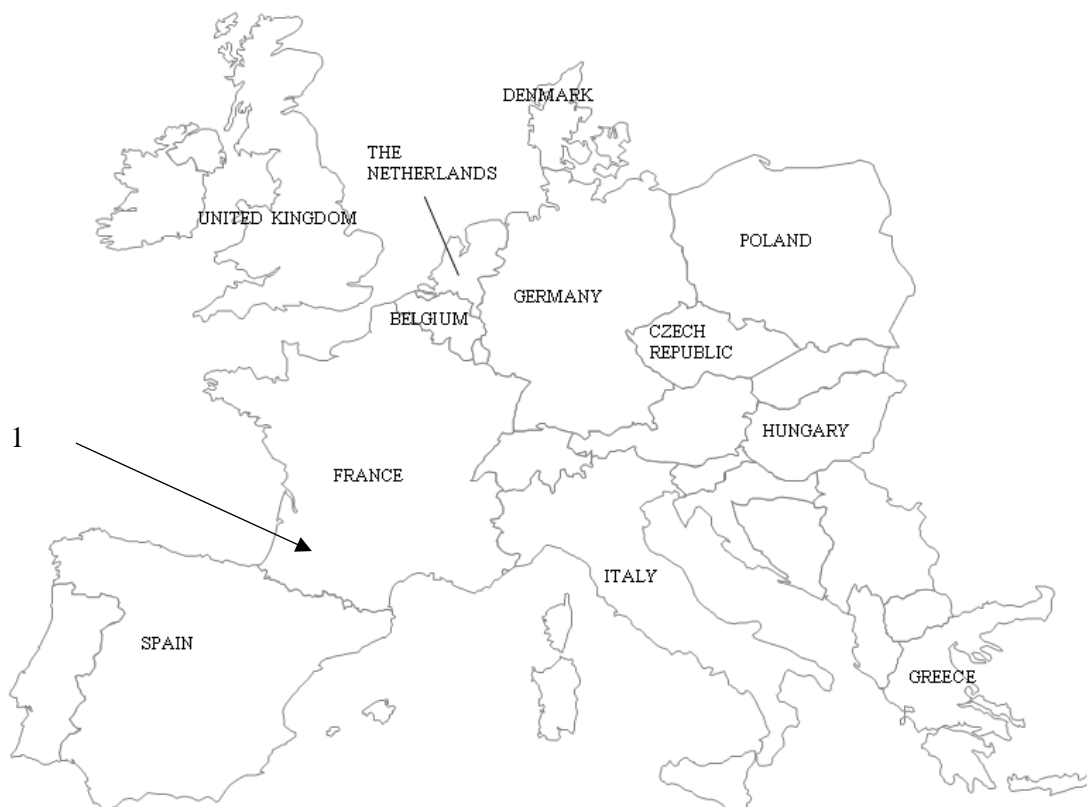 DENMARK
THE
NETHERLANDS
UNITED KINGDOM
POLAND
GERMANY
BELGIUM
CZECH
REPUBLIC
1
HUNGARY
FRANCE
ITALY
SPAIN
GREECE